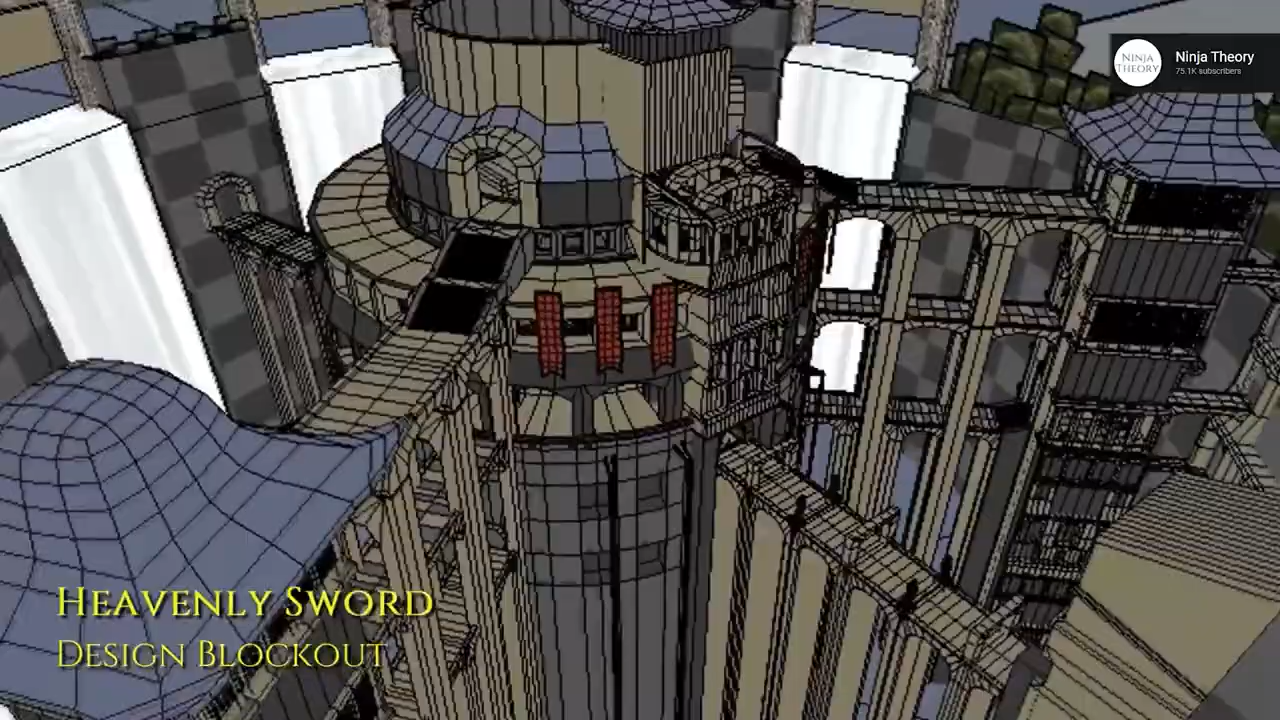 NINJA THEORY
Ninja Theory
75.1K subscribers
Heavenly Sword
Design Blockout